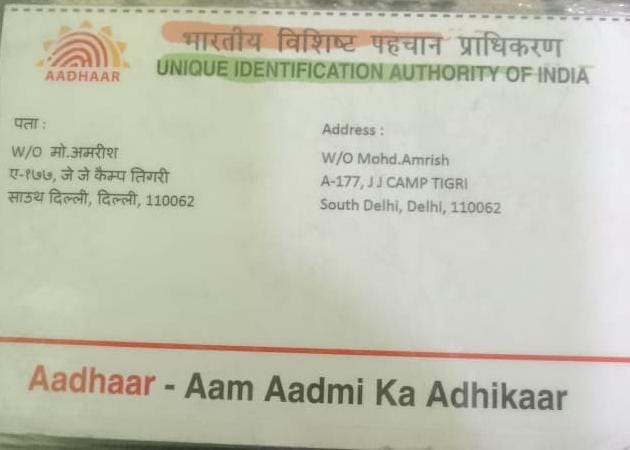 भारतीय विशिष्ट पहचान प्राधिकरण
AADHAAR
UNIQUE IDENTIFICATION AUTHORITY OF INDIA
पता :
W/O मो.अमरीश
ए-१७७, जे जे कैम्प तिगरी
साउथ दिल्ली, दिल्ली, 110062
Address :
W/O Mohd.Amrish
A-177, J J CAMP TIGRI
South Delhi, Delhi, 110062
Aadhaar - Aam Aadmi Ka Adhikaar